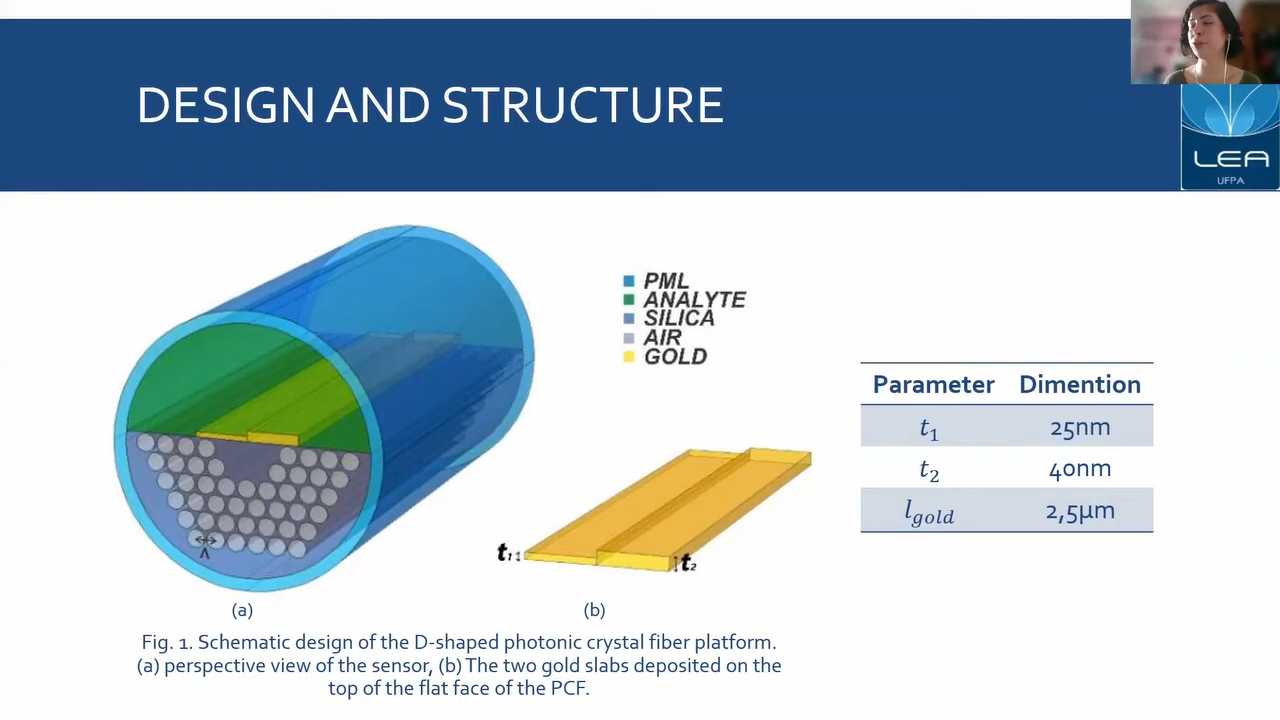 DESIGN AND STRUCTURE
LEA
UFPA
PML
ANALYTE
SILICA
AIR
GOLD
Parameter Dimention
t₁ 25nm
t₂ 40nm
l_gold 2,5µm
Λ
t₁
t₂
(a)
(b)
Fig. 1. Schematic design of the D-shaped photonic crystal fiber platform.
(a) perspective view of the sensor, (b) The two gold slabs deposited on the
top of the flat face of the PCF.